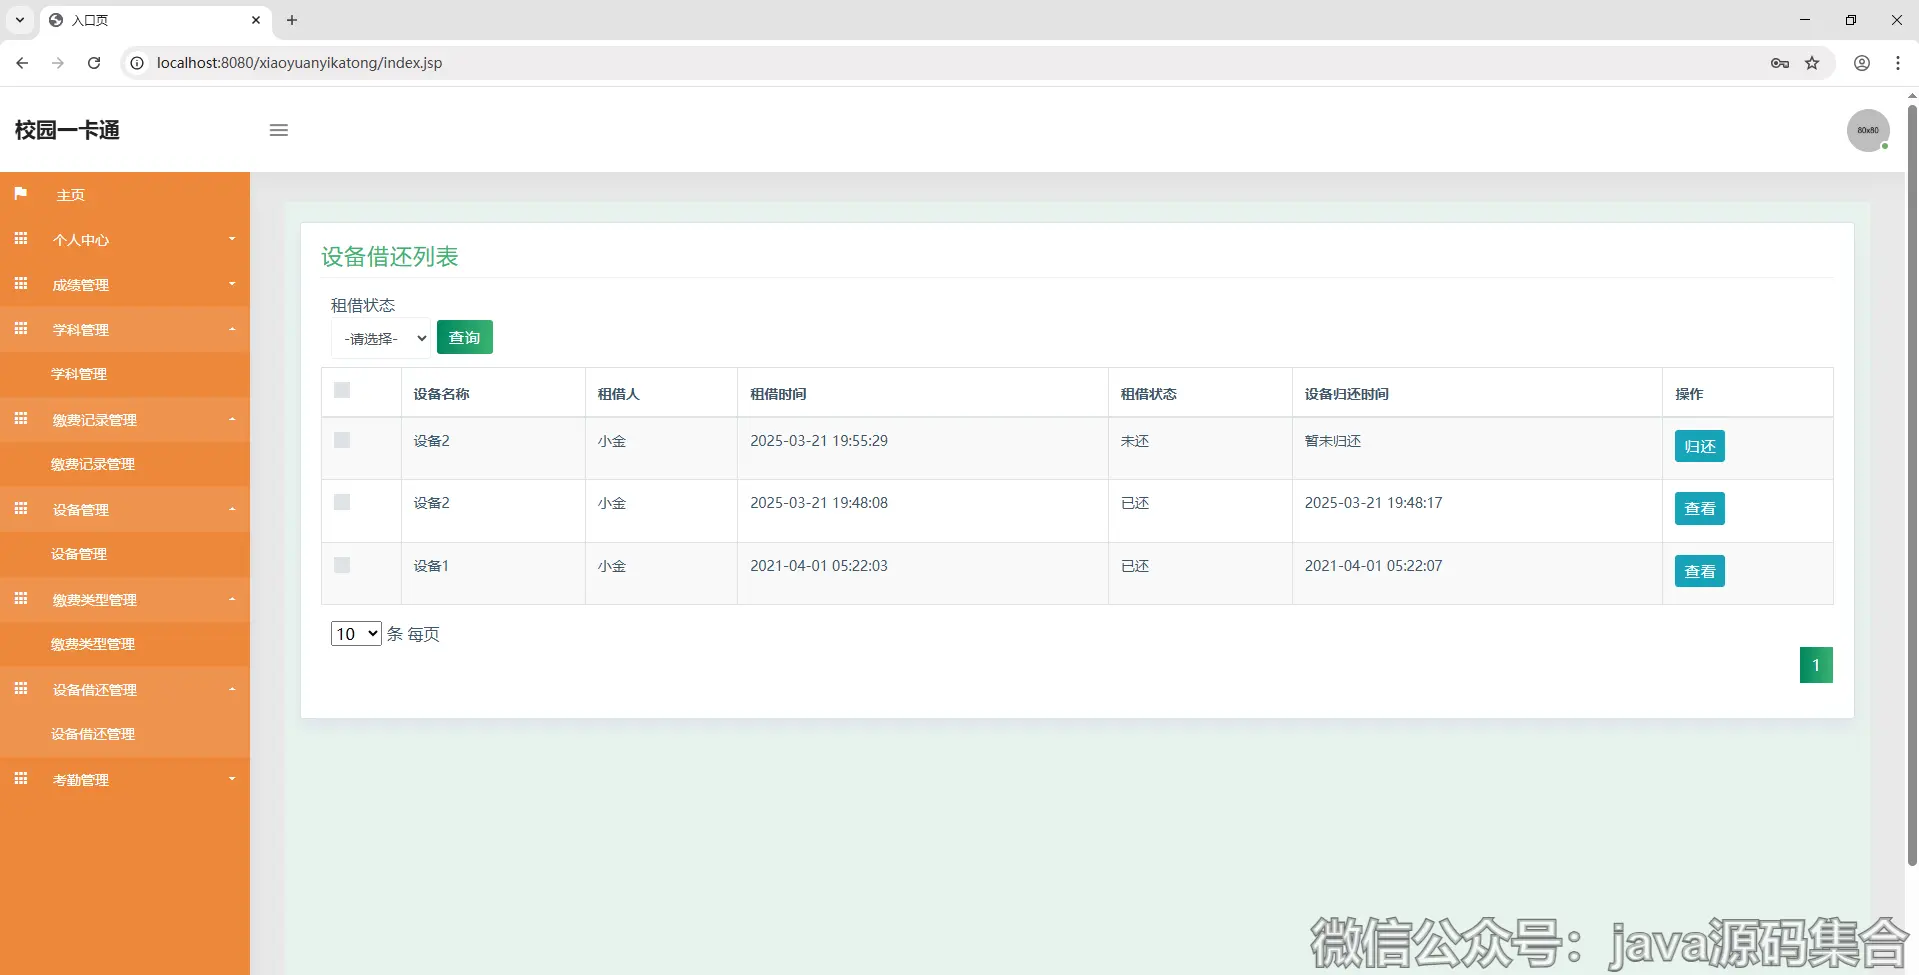 入口页
localhost:8080/xiaoyuanyikatong/index.jsp
校园一卡通
80x80
主页
个人中心
成绩管理
学科管理
学科管理
缴费记录管理
缴费记录管理
设备管理
设备管理
缴费类型管理
缴费类型管理
设备借还管理
设备借还管理
考勤管理
设备借还列表
租借状态
-请选择- 查询
设备名称 租借人 租借时间 租借状态 设备归还时间 操作
设备2 小金 2025-03-21 19:55:29 未还 暂未归还 归还
设备2 小金 2025-03-21 19:48:08 已还 2025-03-21 19:48:17 查看
设备1 小金 2021-04-01 05:22:03 已还 2021-04-01 05:22:07 查看
10 条 每页
1
微信公众号：java源码集合